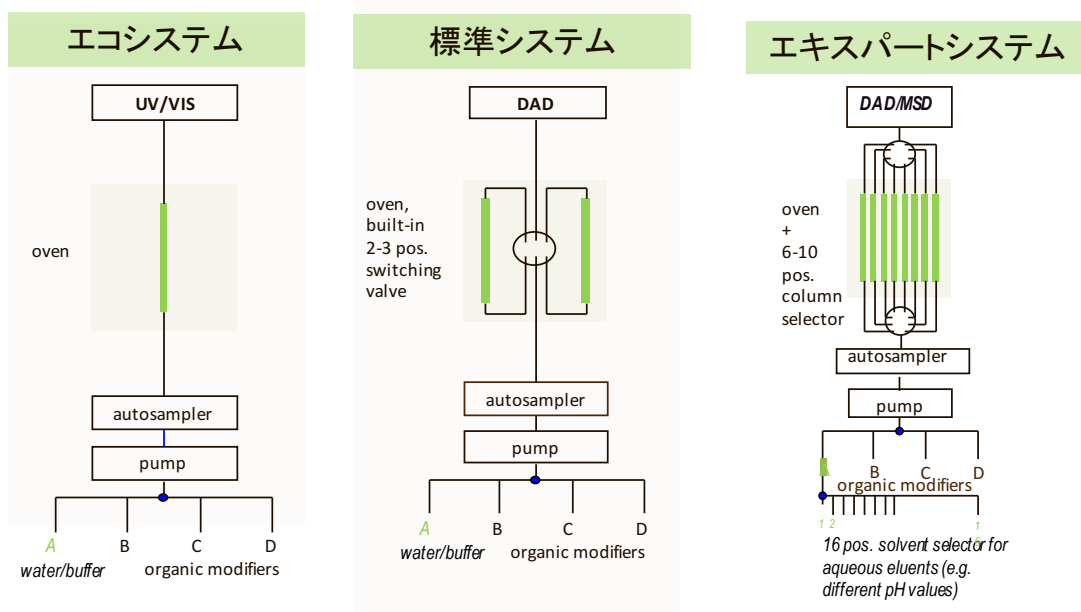 エコシステム
UV/VIS
oven
autosampler
pump
A
B
C
D
water/buffer
organic modifiers
標準システム
DAD
oven,
built-in
2-3 pos.
switching
valve
autosampler
pump
A
B
C
D
water/buffer
organic modifiers
エキスパートシステム
DAD/MSD
oven
+
6-10
pos.
column
selector
autosampler
pump
A
B
C
D
organic modifiers
1 2
16
16 pos. solvent selector for
aqueous eluents (e.g.
different pH values)